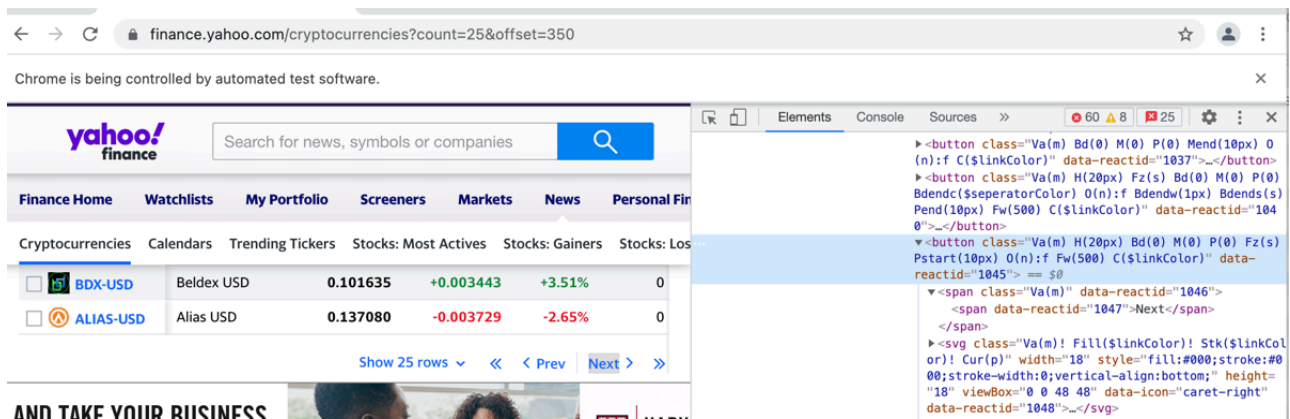 finance.yahoo.com/cryptocurrencies?count=25&offset=350
Chrome is being controlled by automated test software.
yahoo!
finance
Search for news, symbols or companies
Finance Home Watchlists My Portfolio Screeners Markets News Personal Fin
Cryptocurrencies Calendars Trending Tickers Stocks: Most Actives Stocks: Gainers Stocks: Los
BDX-USD Beldex USD 0.101635 +0.003443 +3.51% 0
ALIAS-USD Alias USD 0.137080 -0.003729 -2.65% 0
Show 25 rows Prev Next
AND TAKE YOUR BUSINESS
Elements Console Sources » 60 8 25
<button class="Va(m) Bd(0) M(0) P(0) Mend(10px) O
(n):f C($linkColor)" data-reactid="1037">…</button>
<button class="Va(m) H(20px) Fz(s) Bd(0) M(0) P(0)
Bdendc($seperatorColor) O(n):f Bdendw(1px) Bdends(s)
Pend(10px) Fw(500) C($linkColor)" data-reactid="104
0">…</button>
<button class="Va(m) H(20px) Bd(0) M(0) P(0) Fz(s)
Pstart(10px) O(n):f Fw(500) C($linkColor)" data-
reactid="1045"> == $0
<span class="Va(m)" data-reactid="1046">
<span data-reactid="1047">Next</span>
</span>
<svg class="Va(m)! Fill($linkColor)! Stk($linkCol
or)! Cur(p)" width="18" style="fill:#000;stroke:#0
00;stroke-width:0;vertical-align:bottom;" height=
"18" viewBox="0 0 48 48" data-icon="caret-right"
data-reactid="1048">…</svg>